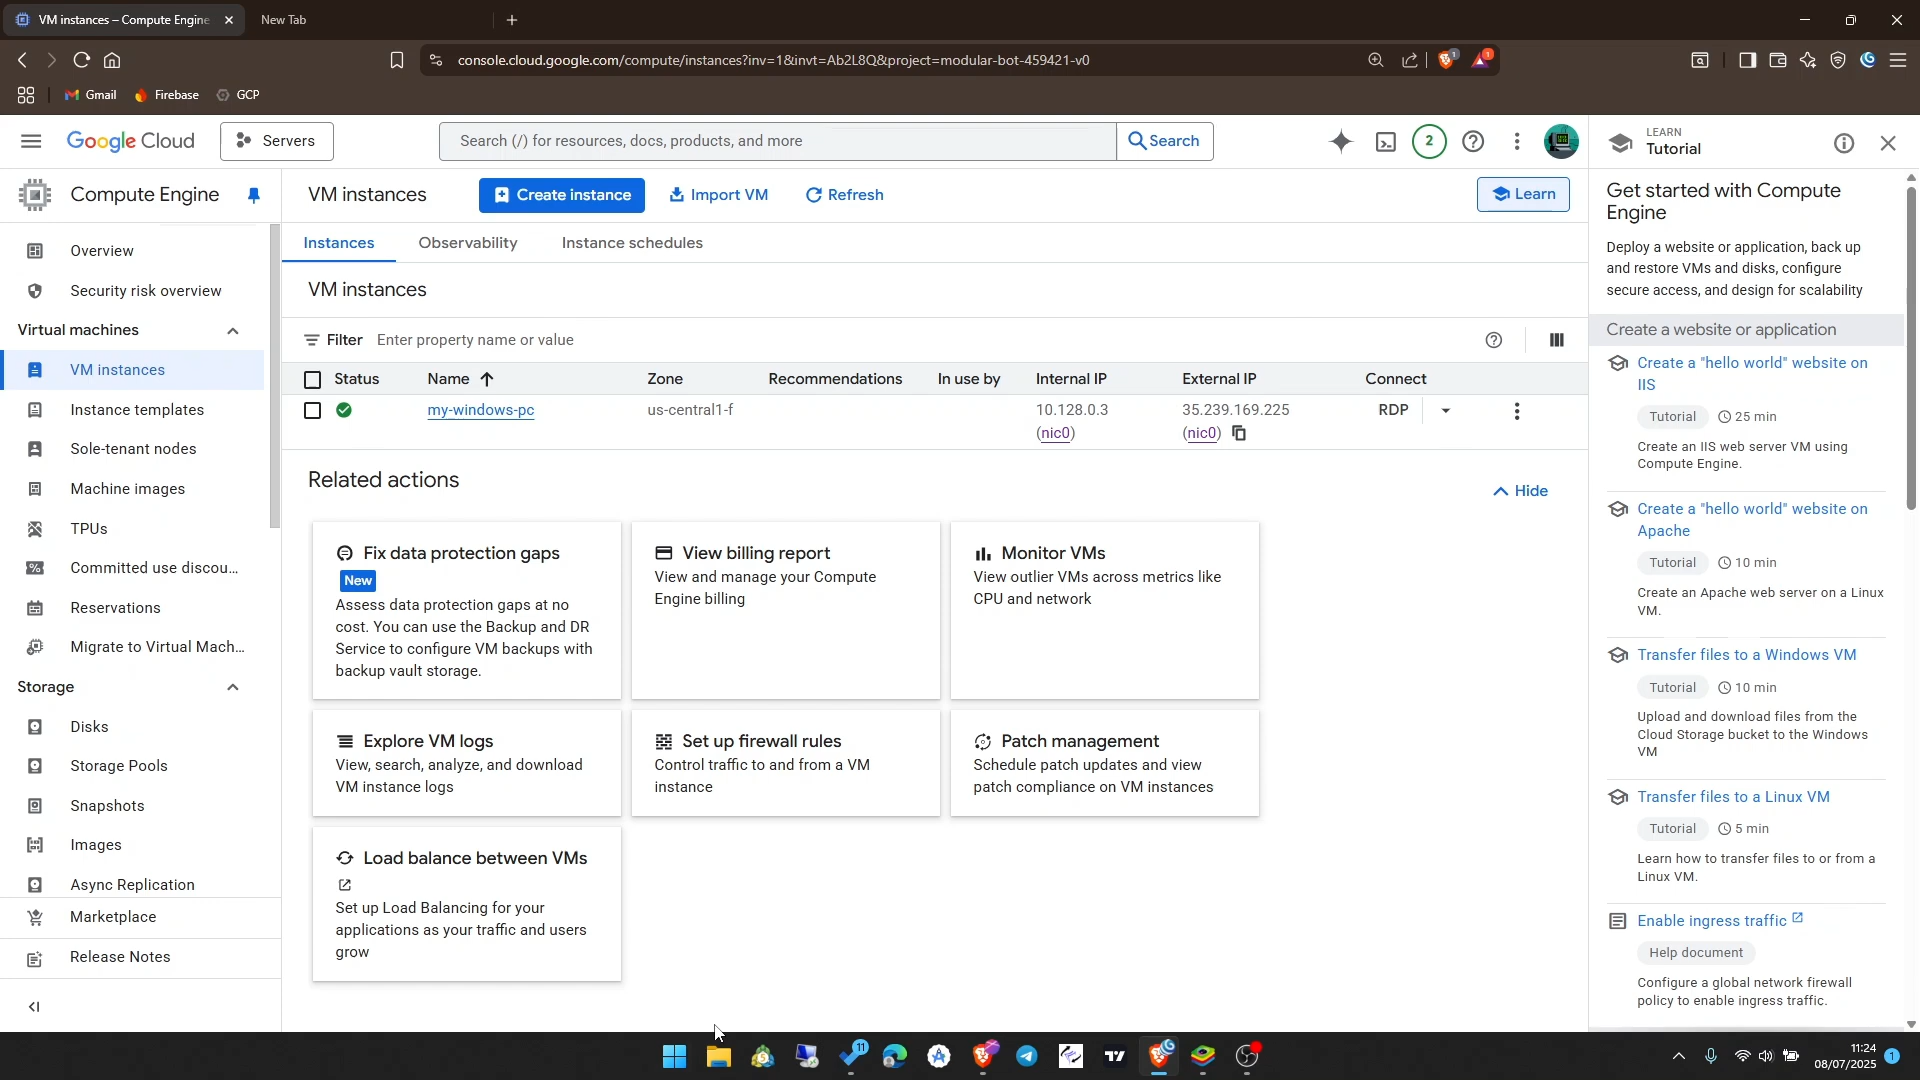 VM instances – Compute Engine
New Tab
console.cloud.google.com/compute/instances?inv=1&invt=Ab2L8Q&project=modular-bot-459421-v0
1
1
Gmail
Firebase
GCP
Google Cloud
Servers
Search (/) for resources, docs, products, and more
Search
2
LEARN
Tutorial
Compute Engine
VM instances
Create instance
Import VM
Refresh
Learn
Overview
Security risk overview
Virtual machines
VM instances
Instance templates
Sole-tenant nodes
Machine images
TPUs
Committed use discou...
Reservations
Migrate to Virtual Mach...
Storage
Disks
Storage Pools
Snapshots
Images
Async Replication
Marketplace
Release Notes
Instances
Observability
Instance schedules
VM instances
Filter
Enter property name or value
Status
Name
Zone
Recommendations
In use by
Internal IP
External IP
Connect
my-windows-pc
us-central1-f
10.128.0.3
(nic0)
35.239.169.225
(nic0)
RDP
Related actions
Hide
Fix data protection gaps
New
Assess data protection gaps at no
cost. You can use the Backup and DR
Service to configure VM backups with
backup vault storage.
View billing report
View and manage your Compute
Engine billing
Monitor VMs
View outlier VMs across metrics like
CPU and network
Explore VM logs
View, search, analyze, and download
VM instance logs
Set up firewall rules
Control traffic to and from a VM
instance
Patch management
Schedule patch updates and view
patch compliance on VM instances
Load balance between VMs
Set up Load Balancing for your
applications as your traffic and users
grow
Get started with Compute
Engine
Deploy a website or application, back up
and restore VMs and disks, configure
secure access, and design for scalability
Create a website or application
Create a "hello world" website on
IIS
Tutorial
25 min
Create an IIS web server VM using
Compute Engine.
Create a "hello world" website on
Apache
Tutorial
10 min
Create an Apache web server on a Linux
VM.
Transfer files to a Windows VM
Tutorial
10 min
Upload and download files from the
Cloud Storage bucket to the Windows
VM
Transfer files to a Linux VM
Tutorial
5 min
Learn how to transfer files to or from a
Linux VM.
Enable ingress traffic
Help document
Configure a global network firewall
policy to enable ingress traffic.
11
11:24
08/07/2025
1